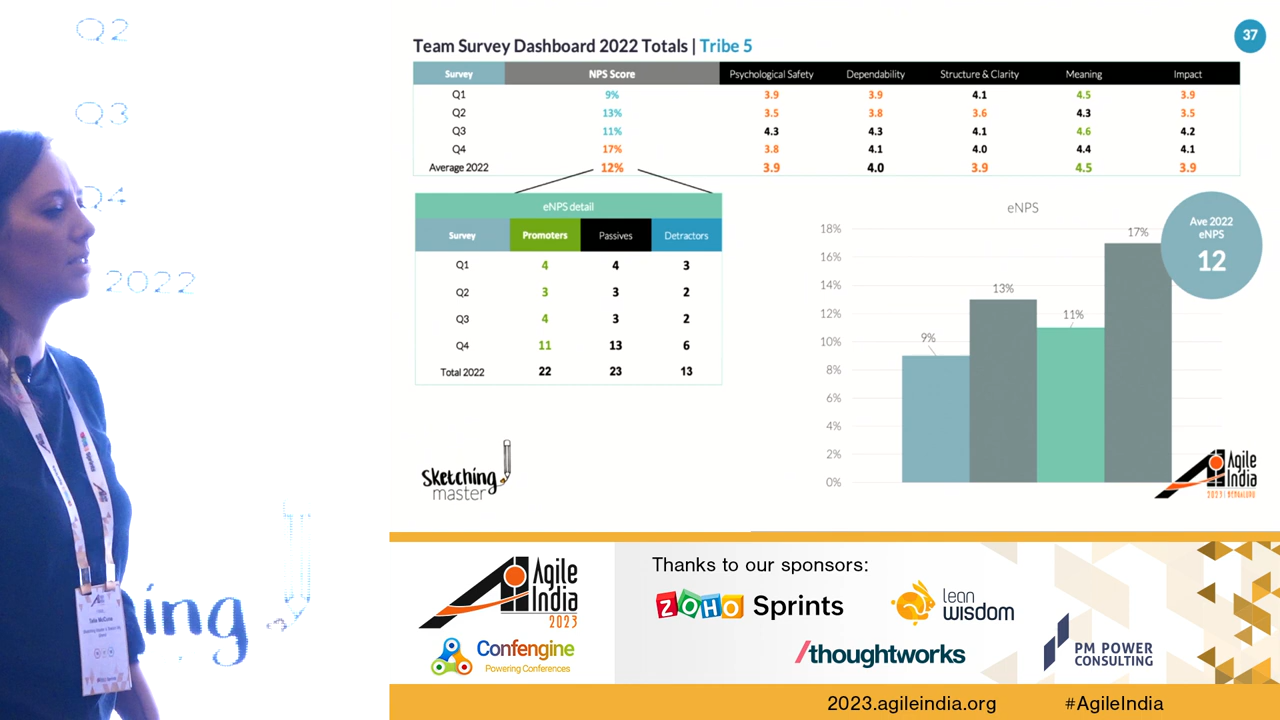 Q2
Q3
Q4
2022
ing
37
Team Survey Dashboard 2022 Totals | Tribe 5
Survey NPS Score Psychological Safety Dependability Structure & Clarity Meaning Impact
Q1 9% 3.9 3.9 4.1 4.5 3.9
Q2 13% 3.5 3.8 3.6 4.3 3.5
Q3 11% 4.3 4.3 4.1 4.6 4.2
Q4 17% 3.8 4.1 4.0 4.4 4.1
Average 2022 12% 3.9 4.0 3.9 4.5 3.9
eNPS detail
Survey Promoters Passives Detractors
Q1 4 4 3
Q2 3 3 2
Q3 4 3 2
Q4 11 13 6
Total 2022 22 23 13
eNPS
Ave 2022
eNPS
12
18%
16%
14%
12%
10%
8%
6%
4%
2%
0%
9%
13%
11%
17%
Sketching
master
Agile
India
2023 | BENGALURU
Agile
India
2023
Confengine
Powering Conferences
Thanks to our sponsors:
ZOHO Sprints
lean
wisdom
/thoughtworks
PM POWER
CONSULTING
2023.agileindia.org #AgileIndia